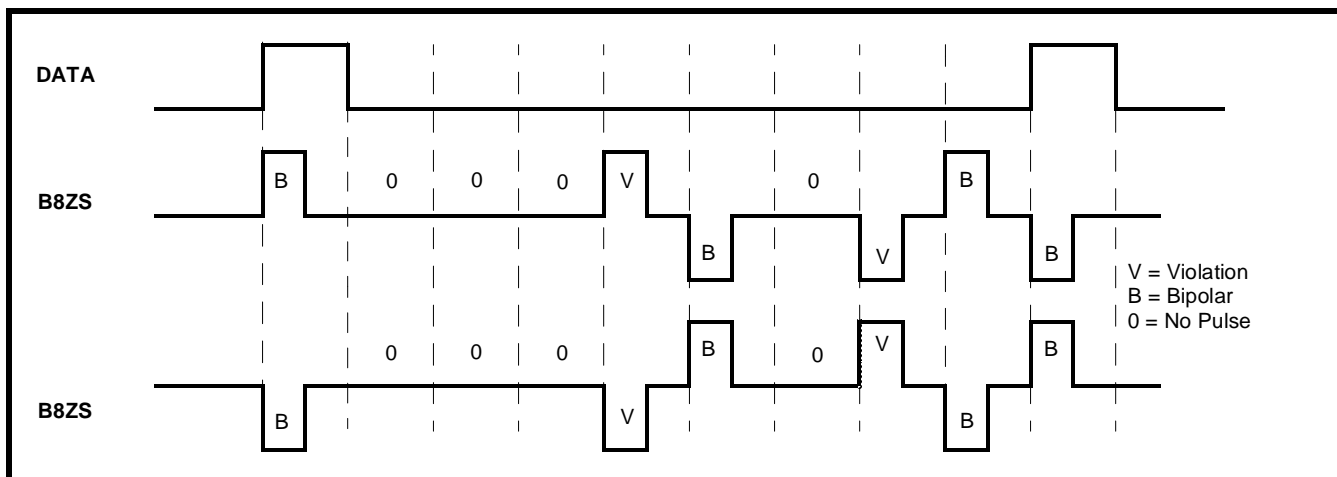 DATA
B 0 0 0 V 0 B
B8ZS
B V B
V = Violation
B = Bipolar
0 = No Pulse
B 0 V B
0 0 0
B8ZS
B V B